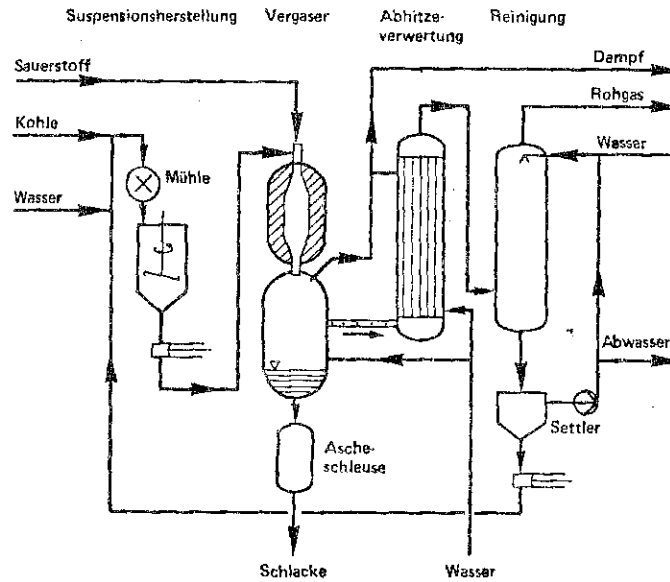 Suspensionsherstellung
Vergaser
Abhitze-
verwertung
Reinigung
Sauerstoff
Dampf
Rohgas
Kohle
Wasser
Mühle
Wasser
Abwasser
Settler
Asche-
schleuse
Schlacke
Wasser